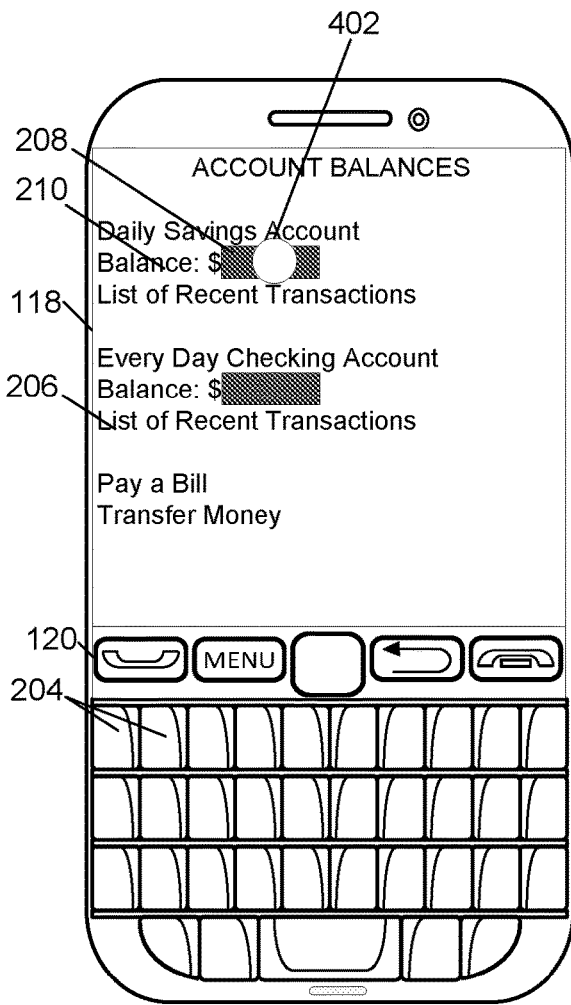 402
208
ACCOUNT BALANCES
210
Daily Savings Account
Balance: $
List of Recent Transactions
118
Every Day Checking Account
Balance: $
206
List of Recent Transactions
Pay a Bill
Transfer Money
120
MENU
204